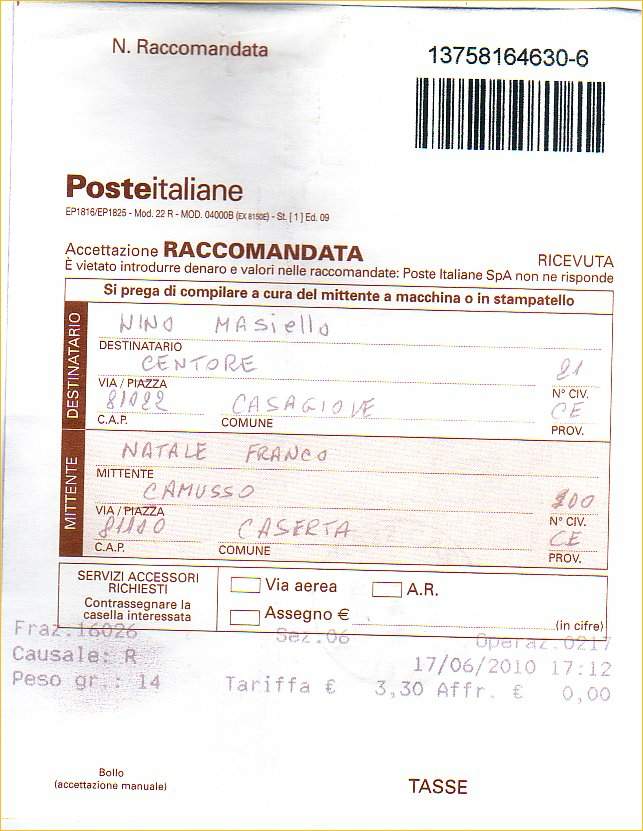 N. Raccomandata
13758164630-6
Posteitaliane
EP1816/EP1825 - Mod. 22 R - MOD. 04000B (EX 8150E) - St. [ 1 ] Ed. 09
Accettazione RACCOMANDATA
RICEVUTA
È vietato introdurre denaro e valori nelle raccomandate: Poste Italiane SpA non ne risponde
Si prega di compilare a cura del mittente a macchina o in stampatello
DESTINATARIO
NINO MASiello
DESTINATARIO
CENTORE 21
VIA / PIAZZA N° CIV.
81022 CASAGIOVE CE
C.A.P. COMUNE PROV.
MITTENTE
NATALE FRANCO
MITTENTE
CAMUSSO 100
VIA / PIAZZA N° CIV.
81100 CASERTA CE
C.A.P. COMUNE PROV.
SERVIZI ACCESSORI
RICHIESTI
Contrassegnare la
casella interessata
Via aerea A.R.
Assegno € (in cifre)
Fraz.16026 Sez.06 Operaz.0217
Causale: R 17/06/2010 17:12
Peso gr.: 14 Tariffa € 3,30 Affr. € 0,00
Bollo
(accettazione manuale)
TASSE